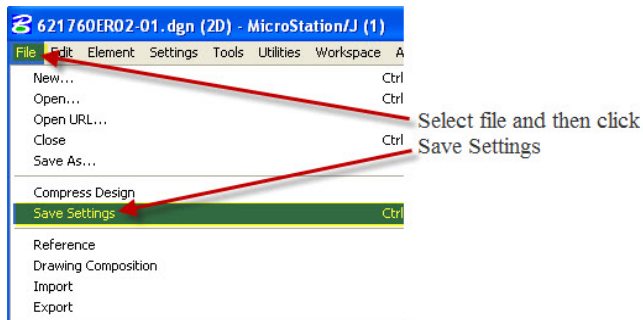 621760ER02-01.dgn (2D) - MicroStation/J (1)
File Edit Element Settings Tools Utilities Workspace A
New... Ctrl
Open... Ctrl
Open URL...
Close Ctrl
Save As...
Compress Design
Save Settings Ctrl
Reference
Drawing Composition
Import
Export
Select file and then click
Save Settings